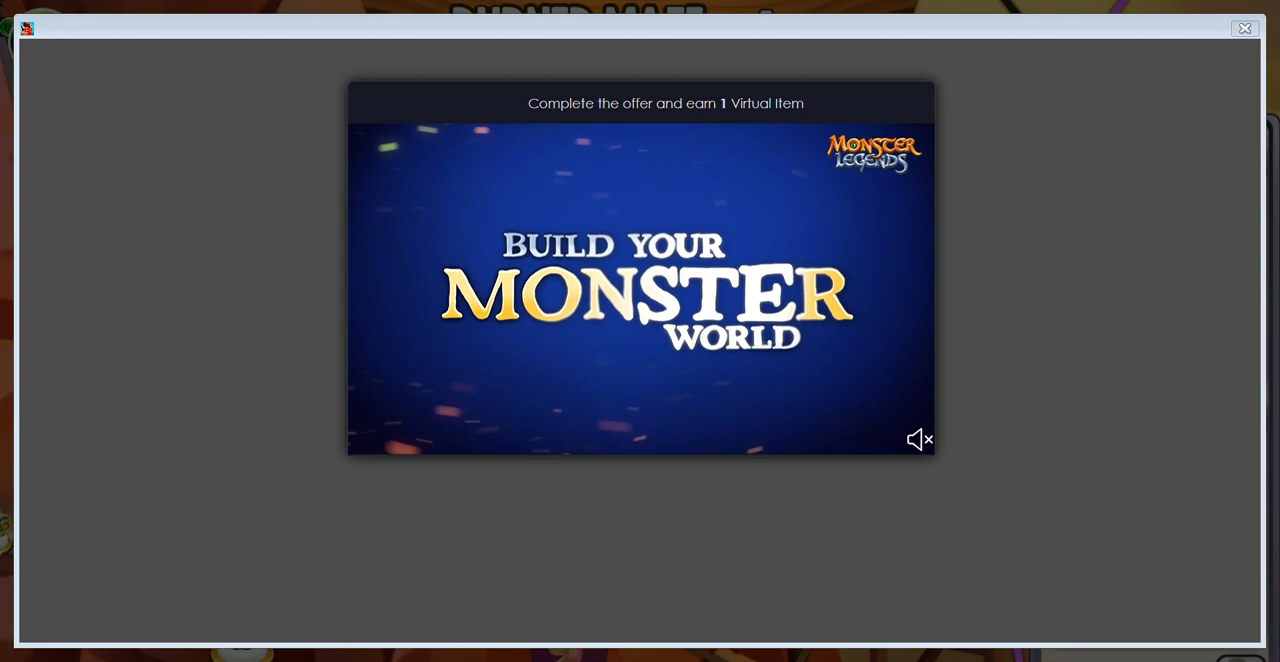 Complete the offer and earn 1 Virtual Item
MONSTER
LEGENDS
BUILD YOUR
MONSTER
WORLD